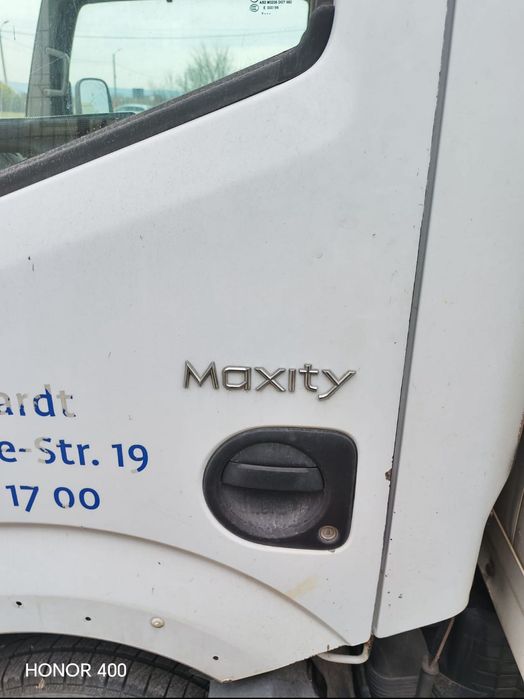 Maxity
ardt
e-Str. 19
17 00
HONOR 400